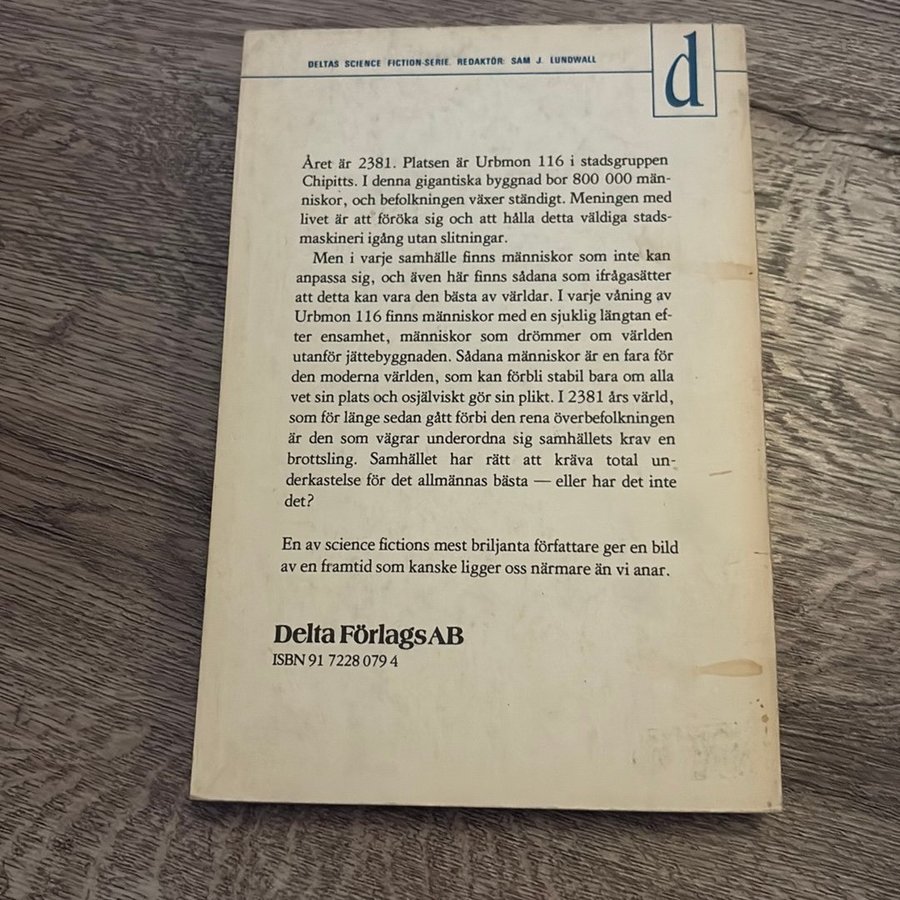 DELTAS SCIENCE FICTION-SERIE. REDAKTÖR: SAM J. LUNDWALL
d
Året är 2381. Platsen är Urbmon 116 i stadsgruppen
Chipitts. I denna gigantiska byggnad bor 800 000 män-
niskor, och befolkningen växer ständigt. Meningen med
livet är att föröka sig och att hålla detta väldiga stads-
maskineri igång utan slitningar.
Men i varje samhälle finns människor som inte kan
anpassa sig, och även här finns sådana som ifrågasätter
att detta kan vara den bästa av världar. I varje våning av
Urbmon 116 finns människor med en sjuklig längtan ef-
ter ensamhet, människor som drömmer om världen
utanför jättebyggnaden. Sådana människor är en fara för
den moderna världen, som kan förbli stabil bara om alla
vet sin plats och osjälviskt gör sin plikt. I 2381 års värld,
som för länge sedan gått förbi den rena överbefolkningen
är den som vägrar underordna sig samhällets krav en
brottsling. Samhället har rätt att kräva total un-
derkastelse för det allmännas bästa — eller har det inte
det?
En av science fictions mest briljanta författare ger en bild
av en framtid som kanske ligger oss närmare än vi anar.
Delta Förlags AB
ISBN 91 7228 079 4